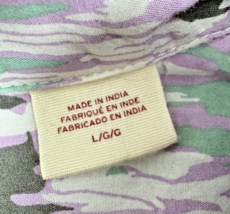 MADE IN INDIA
FABRIQUÉ EN INDE
FABRICADO EN INDIA
L/G/G